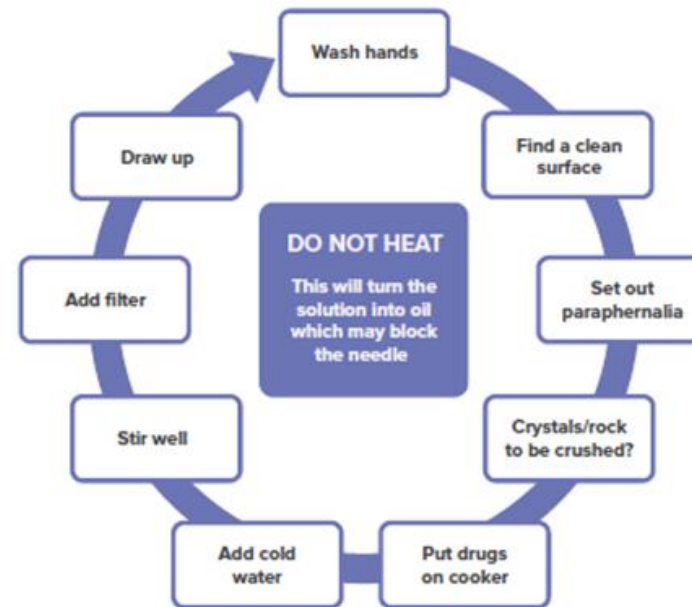 Wash hands
Find a clean
surface
Set out
paraphernalia
Crystals/rock
to be crushed?
Put drugs
on cooker
Add cold
water
Stir well
Add filter
Draw up
DO NOT HEAT
This will turn the
solution into oil
which may block
the needle